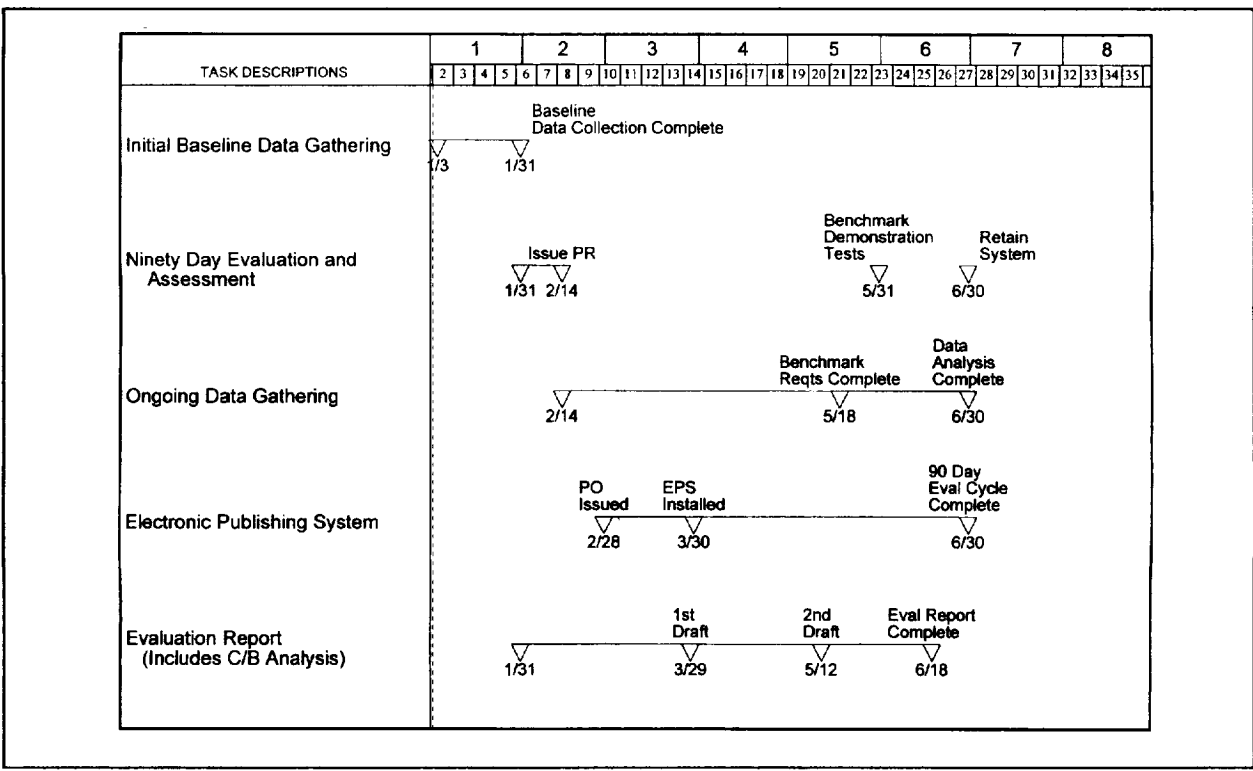 1 2 3 4 5 6 7 8
TASK DESCRIPTIONS 2 3 4 5 6 7 8 9 10 11 12 13 14 15 16 17 18 19 20 21 22 23 24 25 26 27 28 29 30 31 32 33 34 35
Baseline
Data Collection Complete
Initial Baseline Data Gathering
1/3 1/31
Benchmark
Demonstration
Tests
Retain
System
Issue PR
Ninety Day Evaluation and
Assessment
1/31 2/14 5/31 6/30
Benchmark
Reqts Complete
Data
Analysis
Complete
Ongoing Data Gathering
2/14 5/18 6/30
PO
Issued
EPS
Installed
90 Day
Eval Cycle
Complete
Electronic Publishing System
2/28 3/30 6/30
1st
Draft
2nd
Draft
Eval Report
Complete
Evaluation Report
(Includes C/B Analysis)
1/31 3/29 5/12 6/18